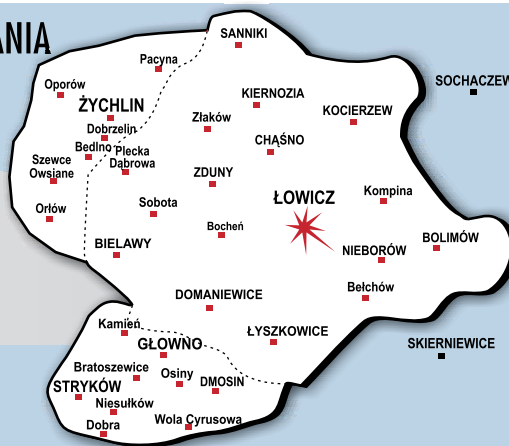 ANIA
SANNIKI
Pacyna
SOCHACZEW
Oporów
KIERNOZIA
ŻYCHLIN
KOCIERZEW
Złaków
Dobrzelin
CHĄŚNO
Bedlno
Plecka
Dąbrowa
Szewce
Owsiane
ZDUNY
Kompina
ŁOWICZ
Sobota
Orłów
Bocheń
BOLIMÓW
BIELAWY
NIEBORÓW
Bełchów
DOMANIEWICE
Kamień
ŁYSZKOWICE
GŁOWNO
SKIERNIEWICE
Bratoszewice
Osiny
DMOSIN
STRYKÓW
Niesułków
Wola Cyrusowa
Dobra